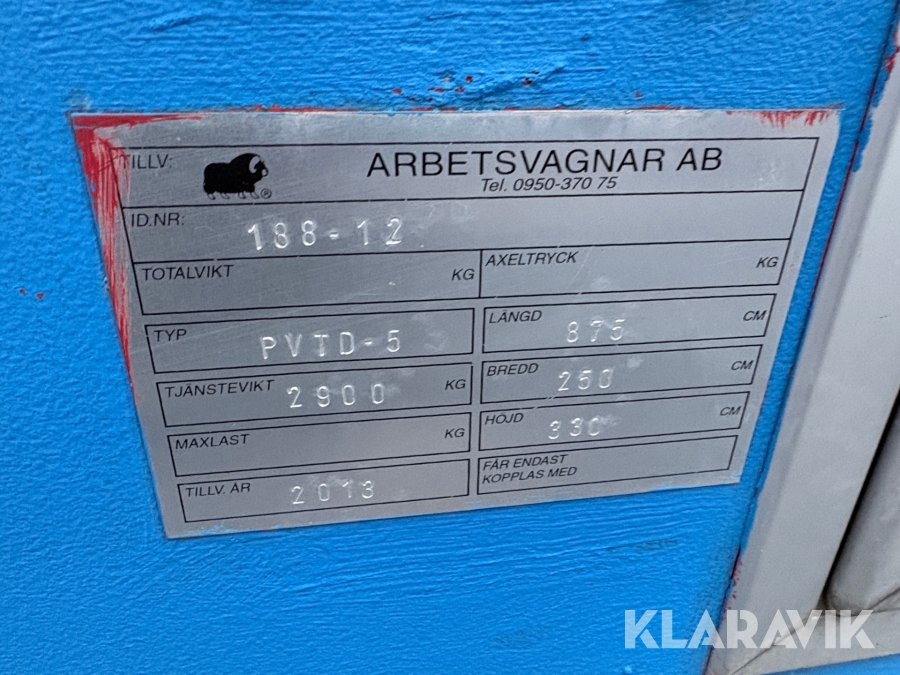 TILLV: ® ARBETSVAGNAR AB
Tel. 0950-370 75
ID.NR: 188-12
TOTALVIKT KG AXELTRYCK KG
TYP PVTD-5 LÄNGD 875 CM
TJÄNSTEVIKT 2900 KG BREDD 250 CM
MAXLAST KG HÖJD 330 CM
TILLV. ÅR 2013 FÅR ENDAST
KOPPLAS MED
KLARAVIK